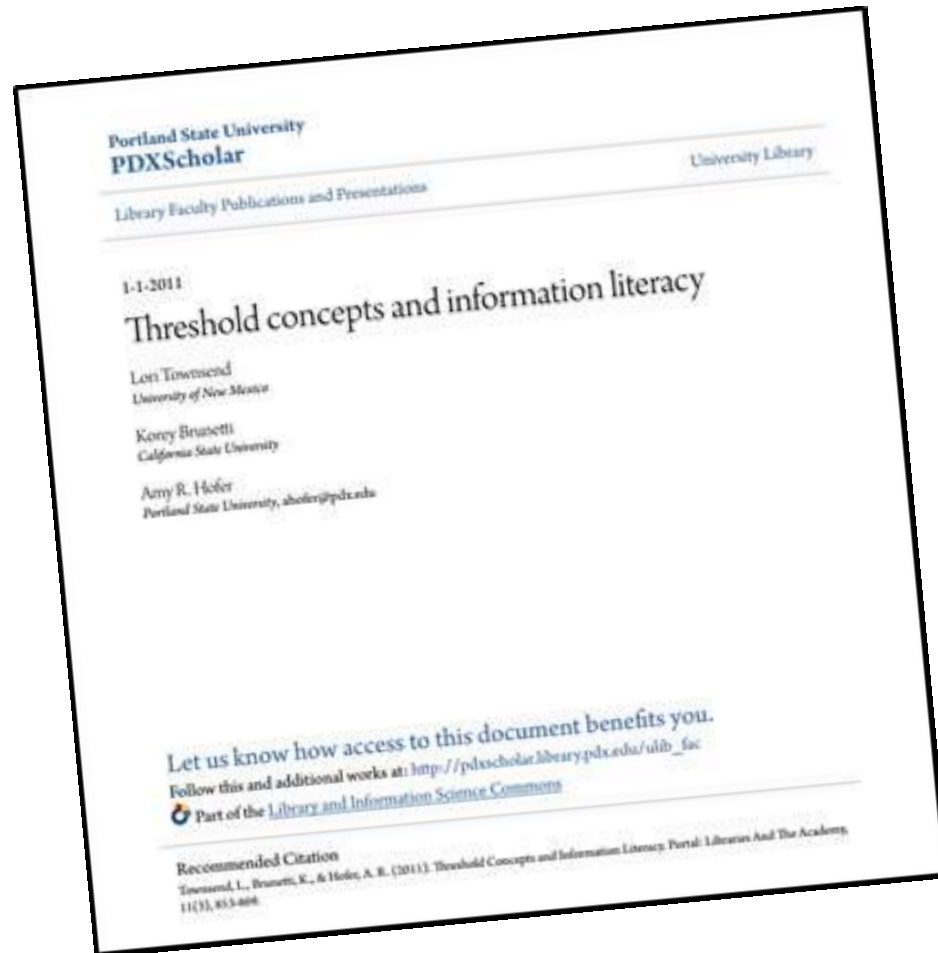 Portland State University
PDXScholar
Library Faculty Publications and Presentations
University Library
1-1-2011
Threshold concepts and information literacy
Lori Townsend
University of New Mexico
Korey Brunetti
California State University
Amy R. Hofer
Portland State University, ahofer@pdx.edu
Let us know how access to this document benefits you.
Follow this and additional works at: http://pdxscholar.library.pdx.edu/ulib_fac
Part of the Library and Information Science Commons
Recommended Citation
Townsend, L., Brunetti, K., & Hofer, A. R. (2011). Threshold Concepts and Information Literacy. Portal: Libraries And The Academy,
11(3), 853-869.